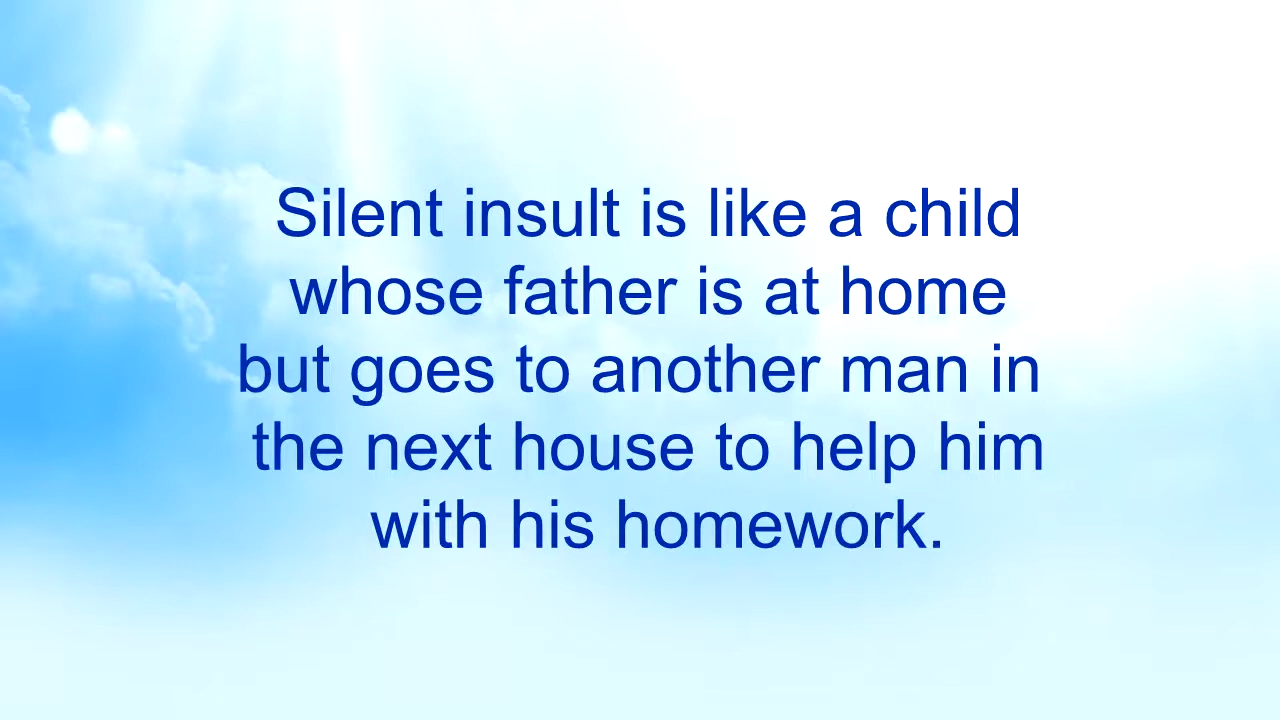 Silent insult is like a child
whose father is at home
but goes to another man in
the next house to help him
with his homework.